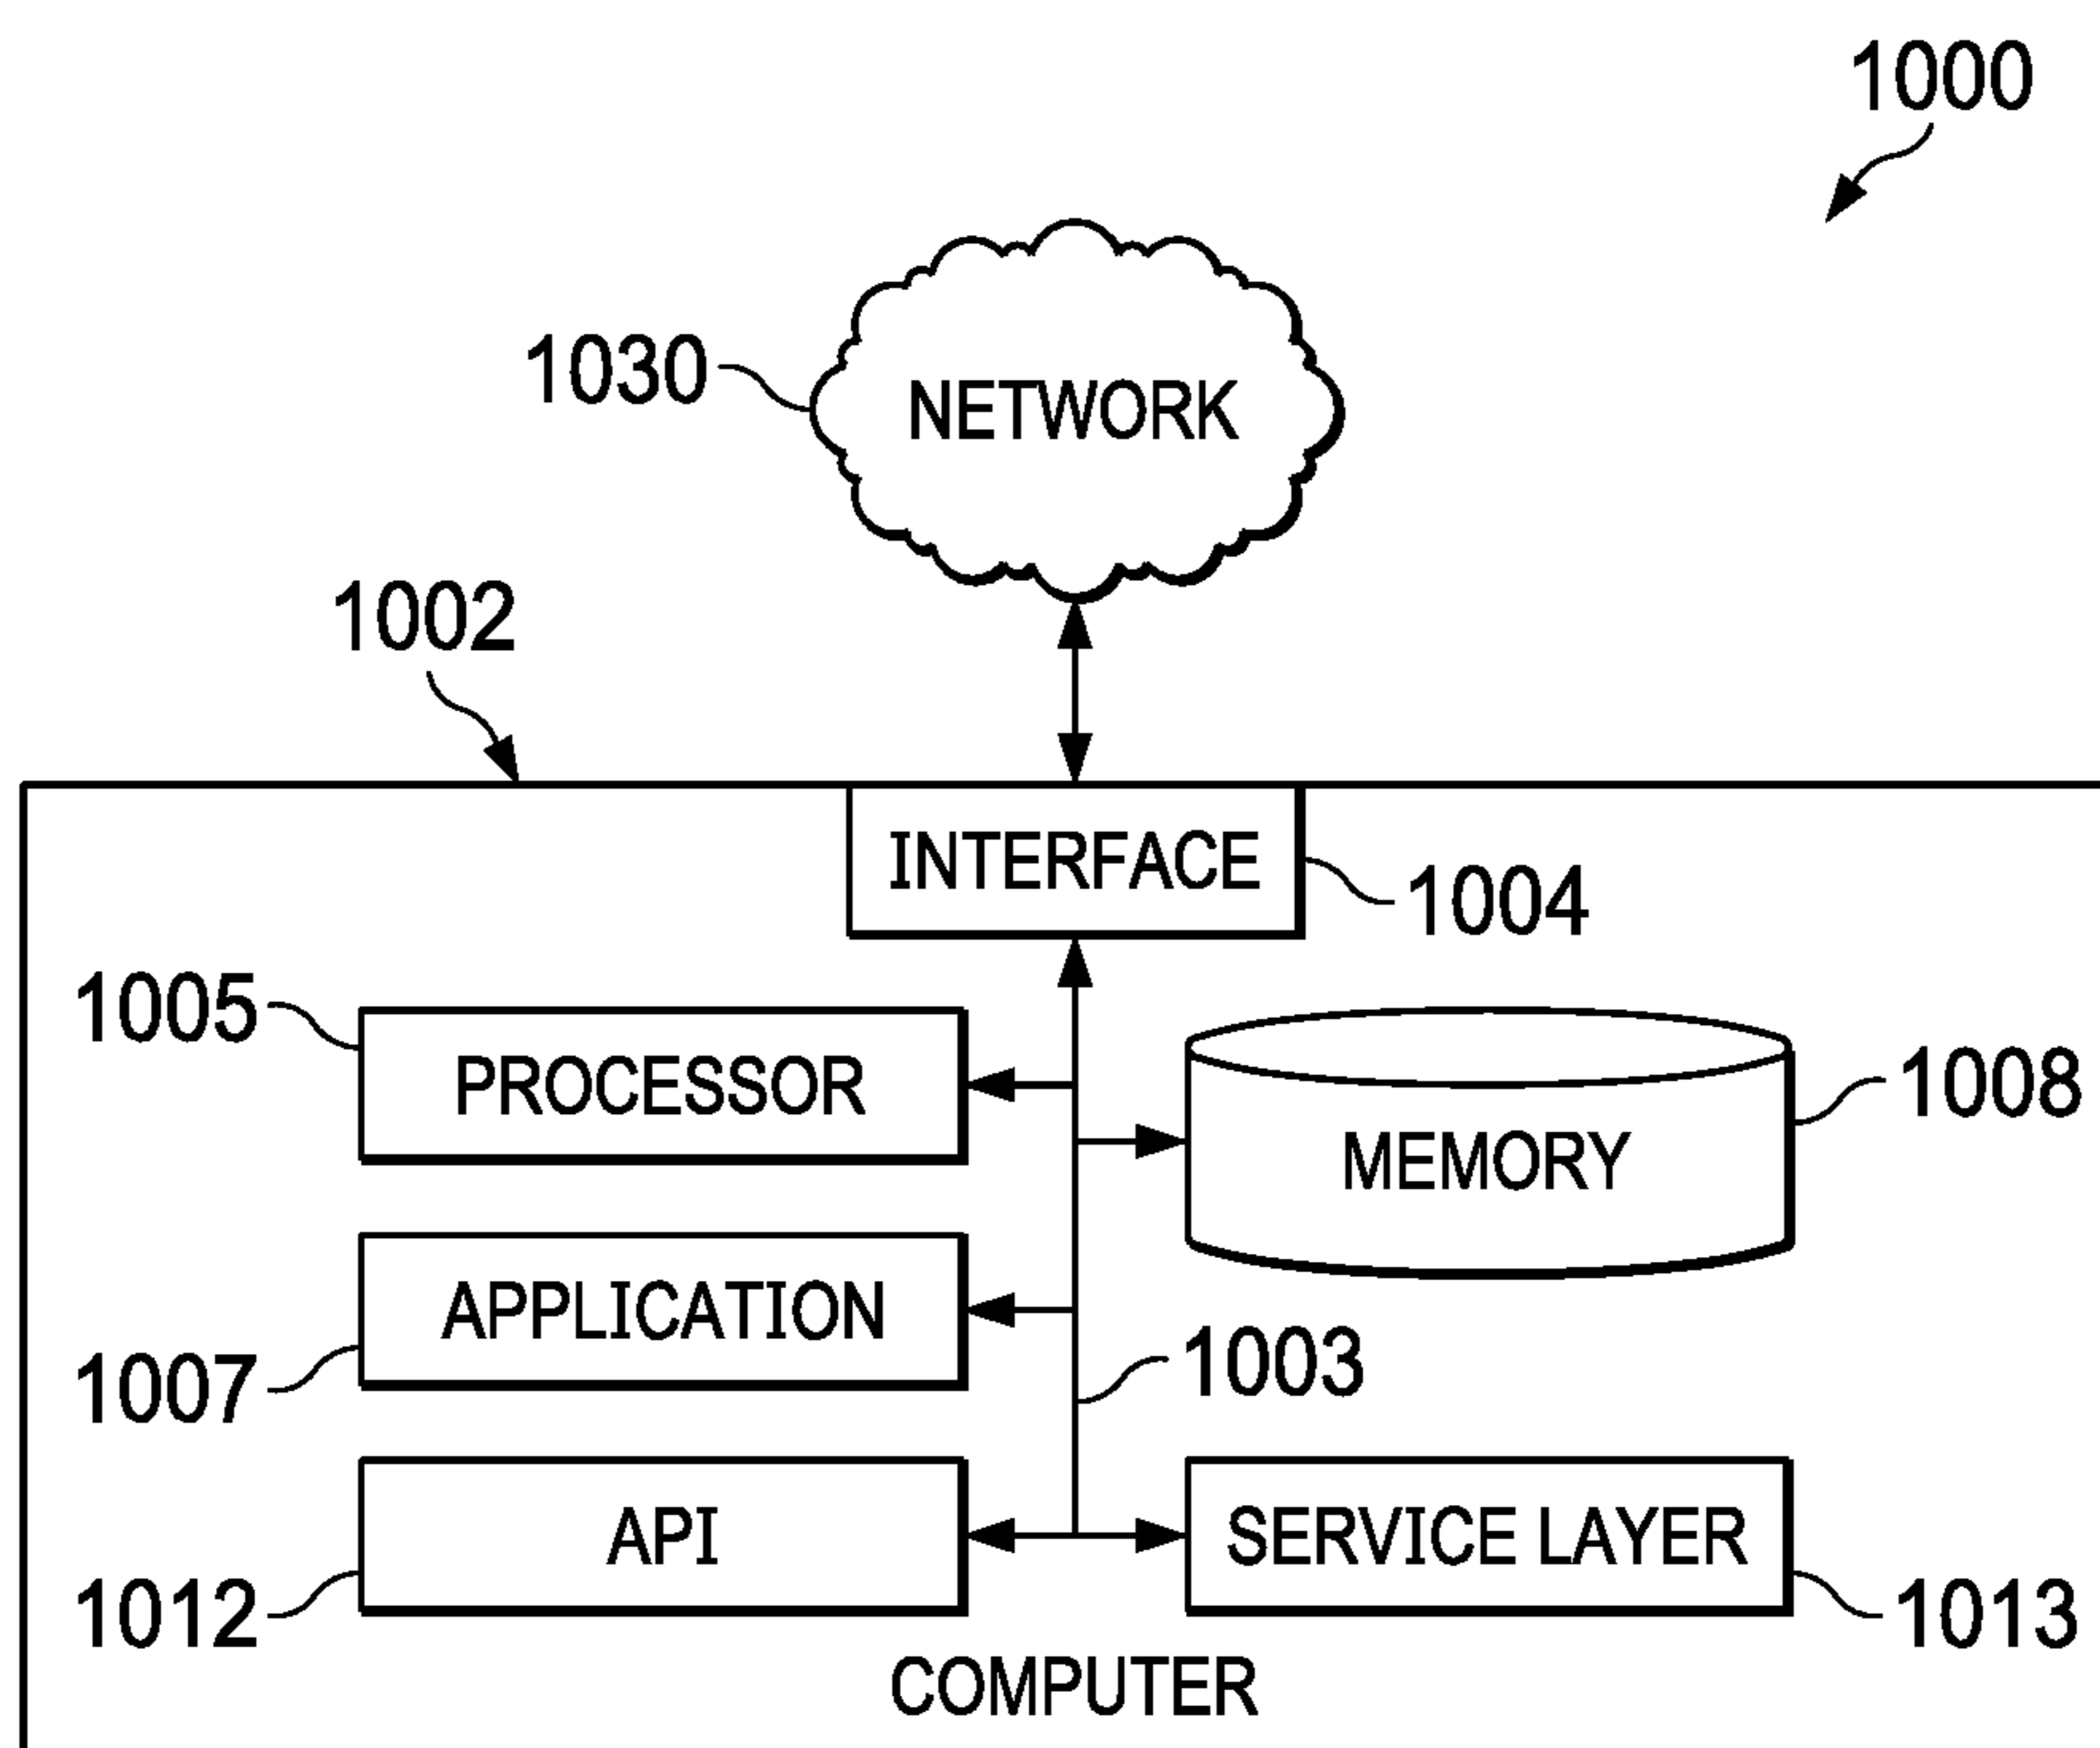 1000
1030
NETWORK
1002
INTERFACE
1004
1005
PROCESSOR
1008
MEMORY
APPLICATION
1007
1003
API
SERVICE LAYER
1012
1013
COMPUTER